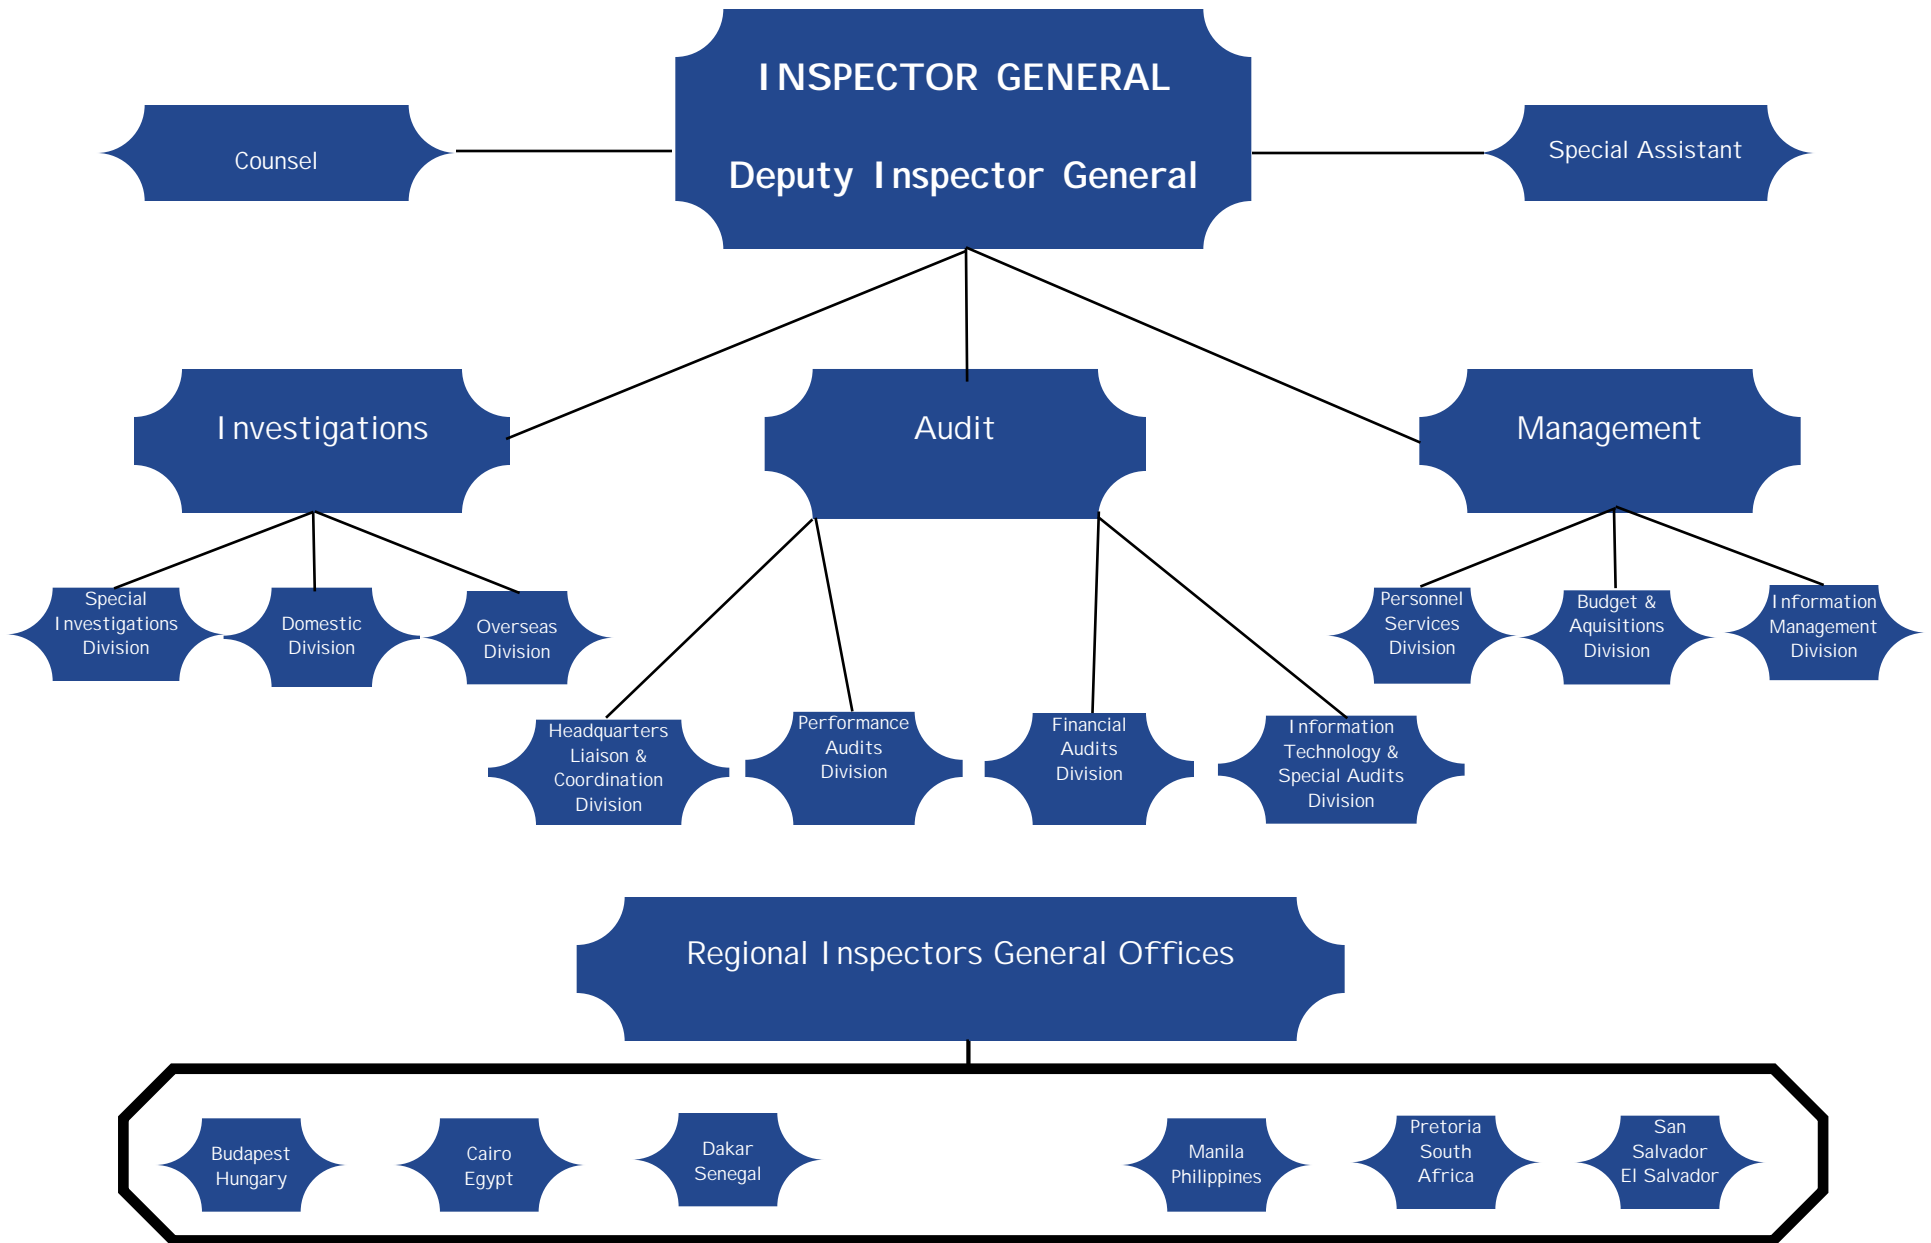 INSPECTOR GENERAL
Deputy Inspector General
Counsel
Special Assistant
Investigations
Audit
Management
Special
Investigations
Division
Domestic
Division
Overseas
Division
Personnel
Services
Division
Budget &
Aquisitions
Division
Information
Management
Division
Headquarters
Liaison &
Coordination
Division
Performance
Audits
Division
Financial
Audits
Division
Information
Technology &
Special Audits
Division
Regional Inspectors General Offices
Budapest
Hungary
Cairo
Egypt
Dakar
Senegal
Manila
Philippines
Pretoria
South
Africa
San
Salvador
El Salvador